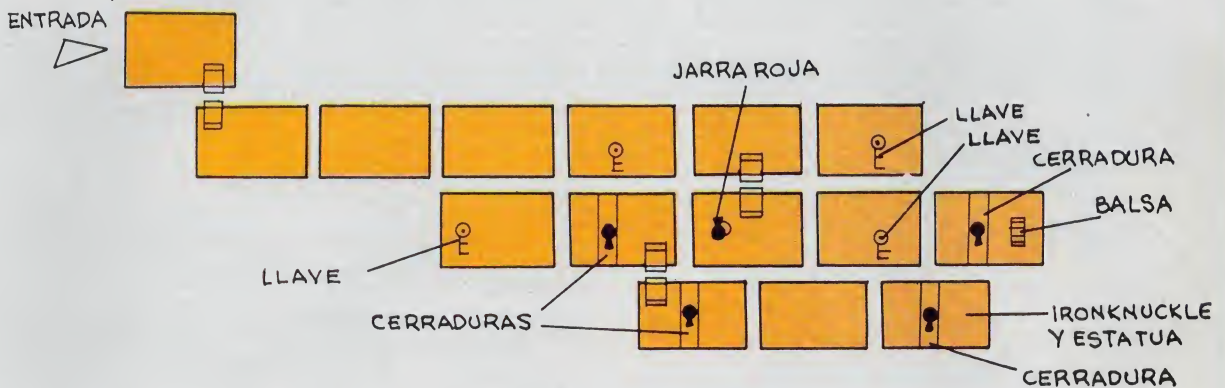 ENTRADA
JARRA ROJA
LLAVE
LLAVE
CERRADURA
BALSA
LLAVE
CERRADURAS
IRONKNUCKLE
Y ESTATUA
CERRADURA